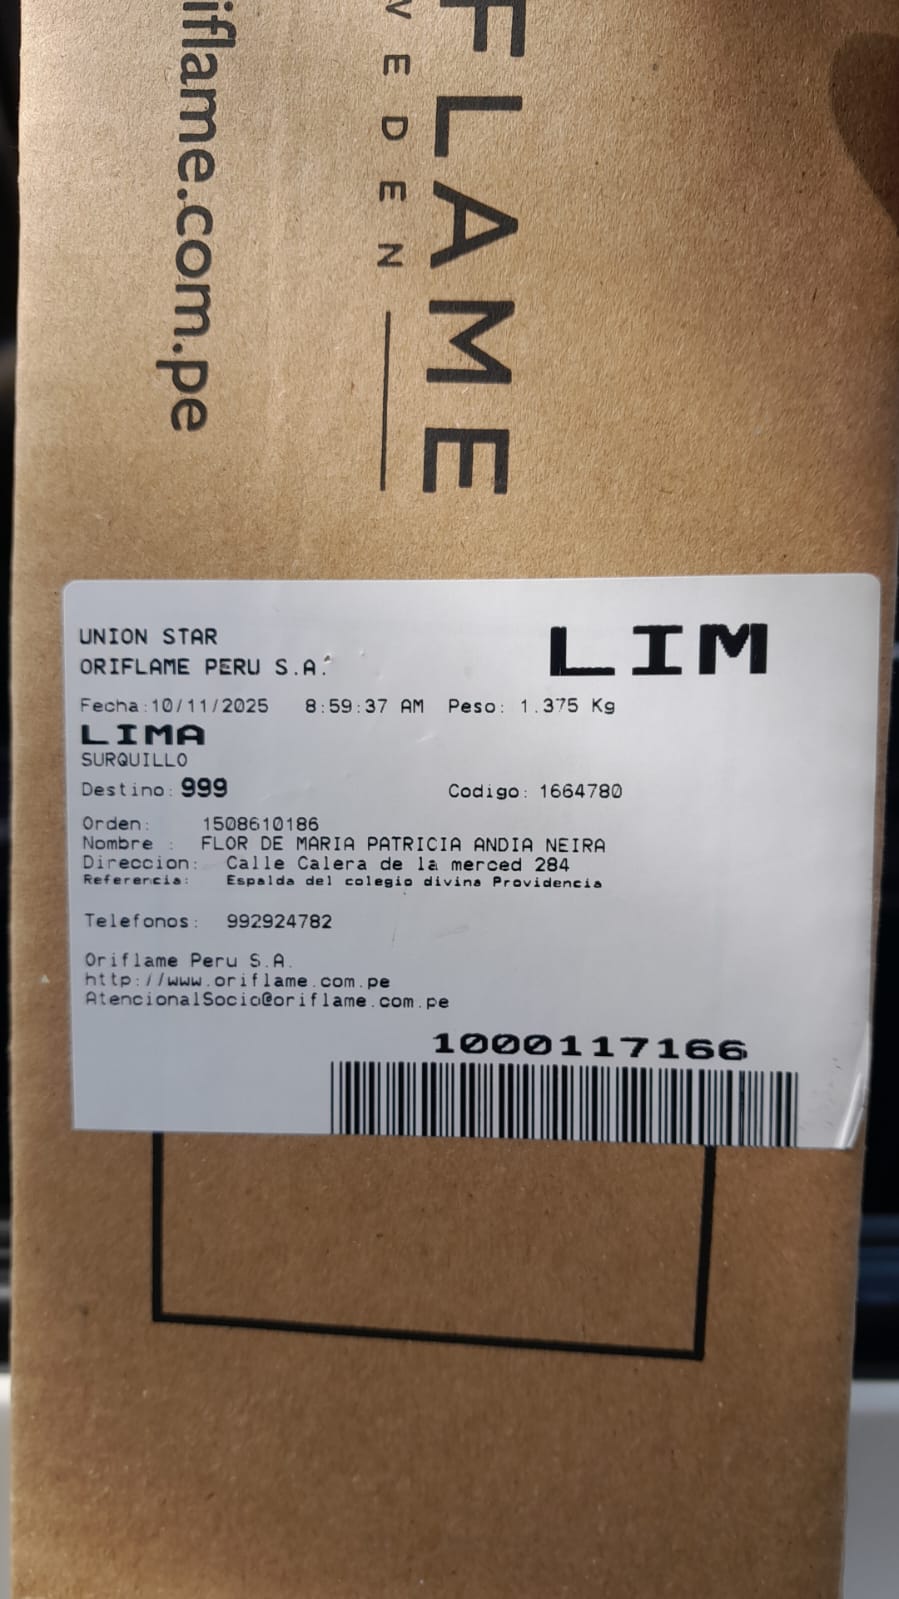 iflame.com.pe
FLAME
VEDEN
UNION STAR
ORIFLAME PERU S.A.
LIM
Fecha:10/11/2025 8:59:37 AM Peso: 1.375 Kg
LIMA
SURQUILLO
Destino: 999 Codigo: 1664780
Orden: 1508610186
Nombre : FLOR DE MARIA PATRICIA ANDIA NEIRA
Direccion: Calle Calera de la merced 284
Referencia: Espalda del colegio divina Providencia
Telefonos: 992924782
Oriflame Peru S.A.
http://www.oriflame.com.pe
AtencionalSocio@oriflame.com.pe
1000117166